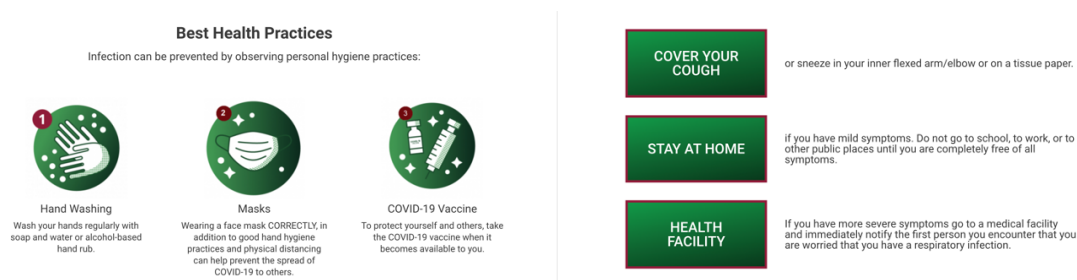 Best Health Practices
Infection can be prevented by observing personal hygiene practices:
1
Hand Washing
Wash your hands regularly with
soap and water or alcohol-based
hand rub.
2
Masks
Wearing a face mask CORRECTLY, in
addition to good hand hygiene
practices and physical distancing
can help prevent the spread of
COVID-19 to others.
3
COVID-19 Vaccine
To protect yourself and others, take
the COVID-19 vaccine when it
becomes available to you.
COVER YOUR
COUGH
or sneeze in your inner flexed arm/elbow or on a tissue paper.
STAY AT HOME
if you have mild symptoms. Do not go to school, to work, or to
other public places until you are completely free of all
symptoms.
HEALTH
FACILITY
If you have more severe symptoms go to a medical facility
and immediately notify the first person you encounter that you
are worried that you have a respiratory infection.